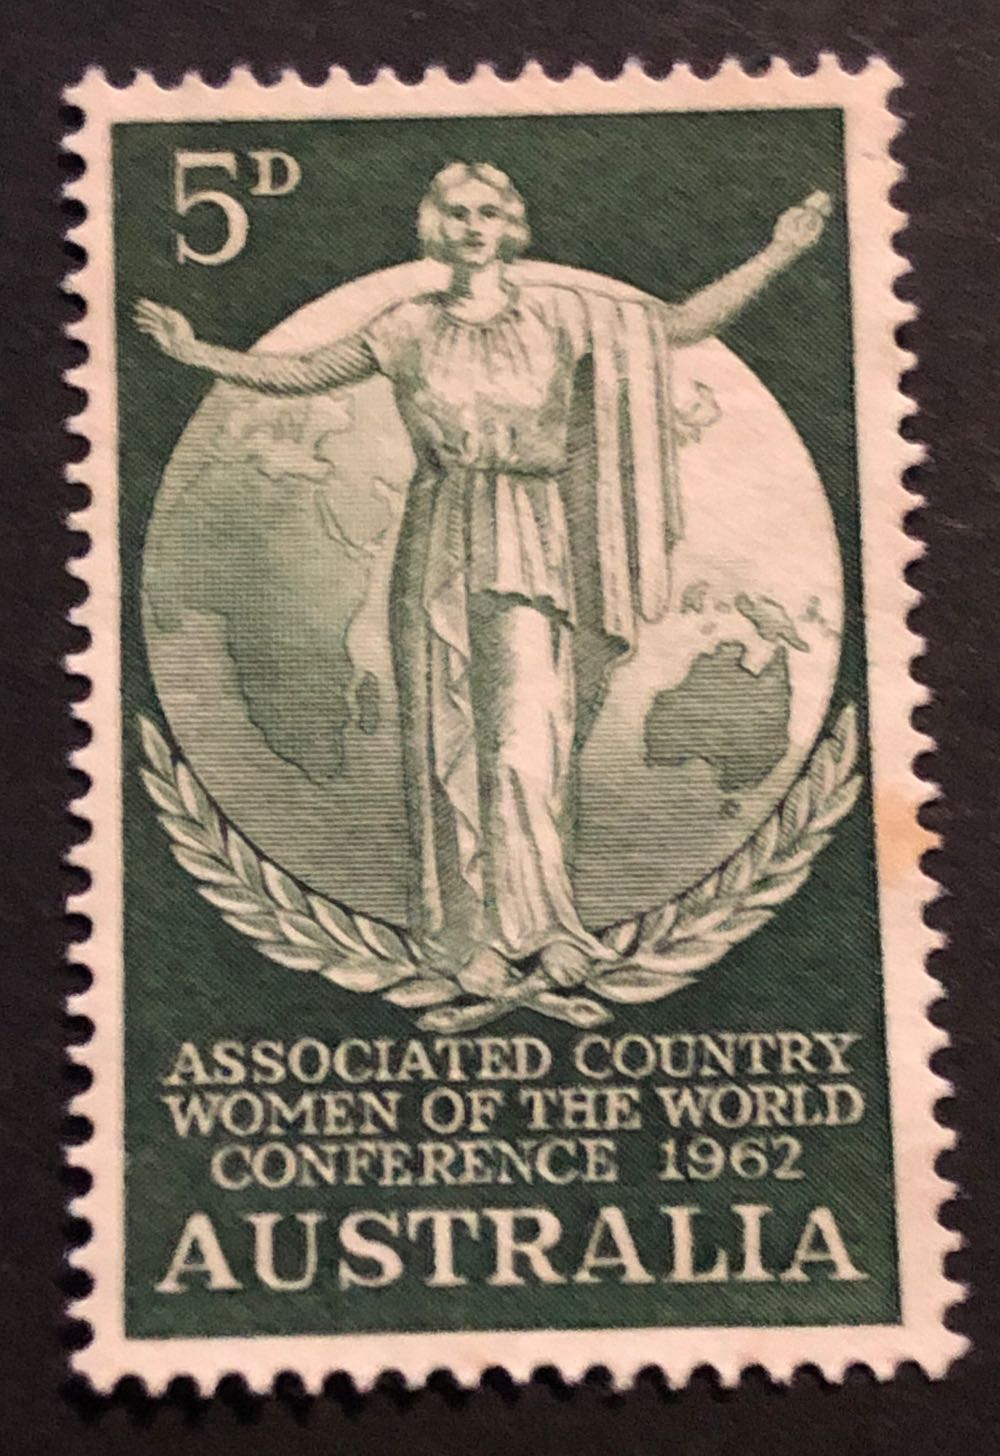 5D
ASSOCIATED COUNTRY
WOMEN OF THE WORLD
CONFERENCE 1962
AUSTRALIA